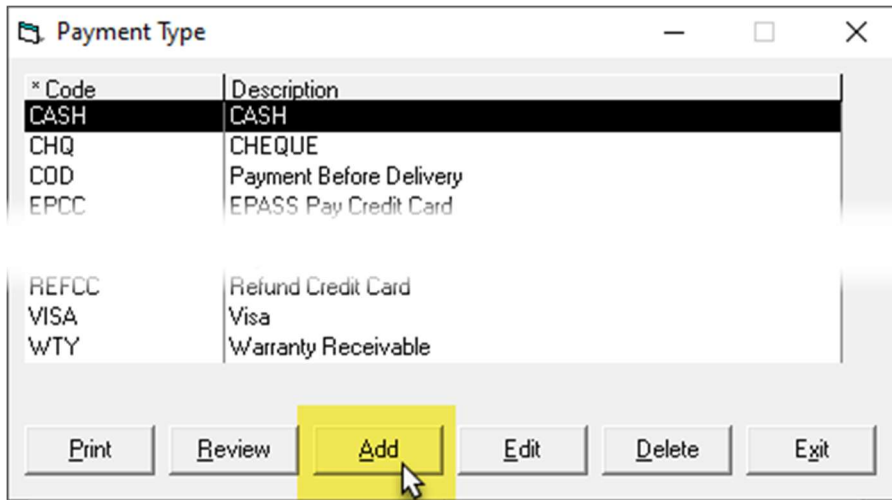 Payment Type
* Code Description
CASH CASH
CHQ CHEQUE
COD Payment Before Delivery
EPCC EPASS Pay Credit Card
REFCC Refund Credit Card
VISA Visa
WTY Warranty Receivable
Print Review Add Edit Delete Exit